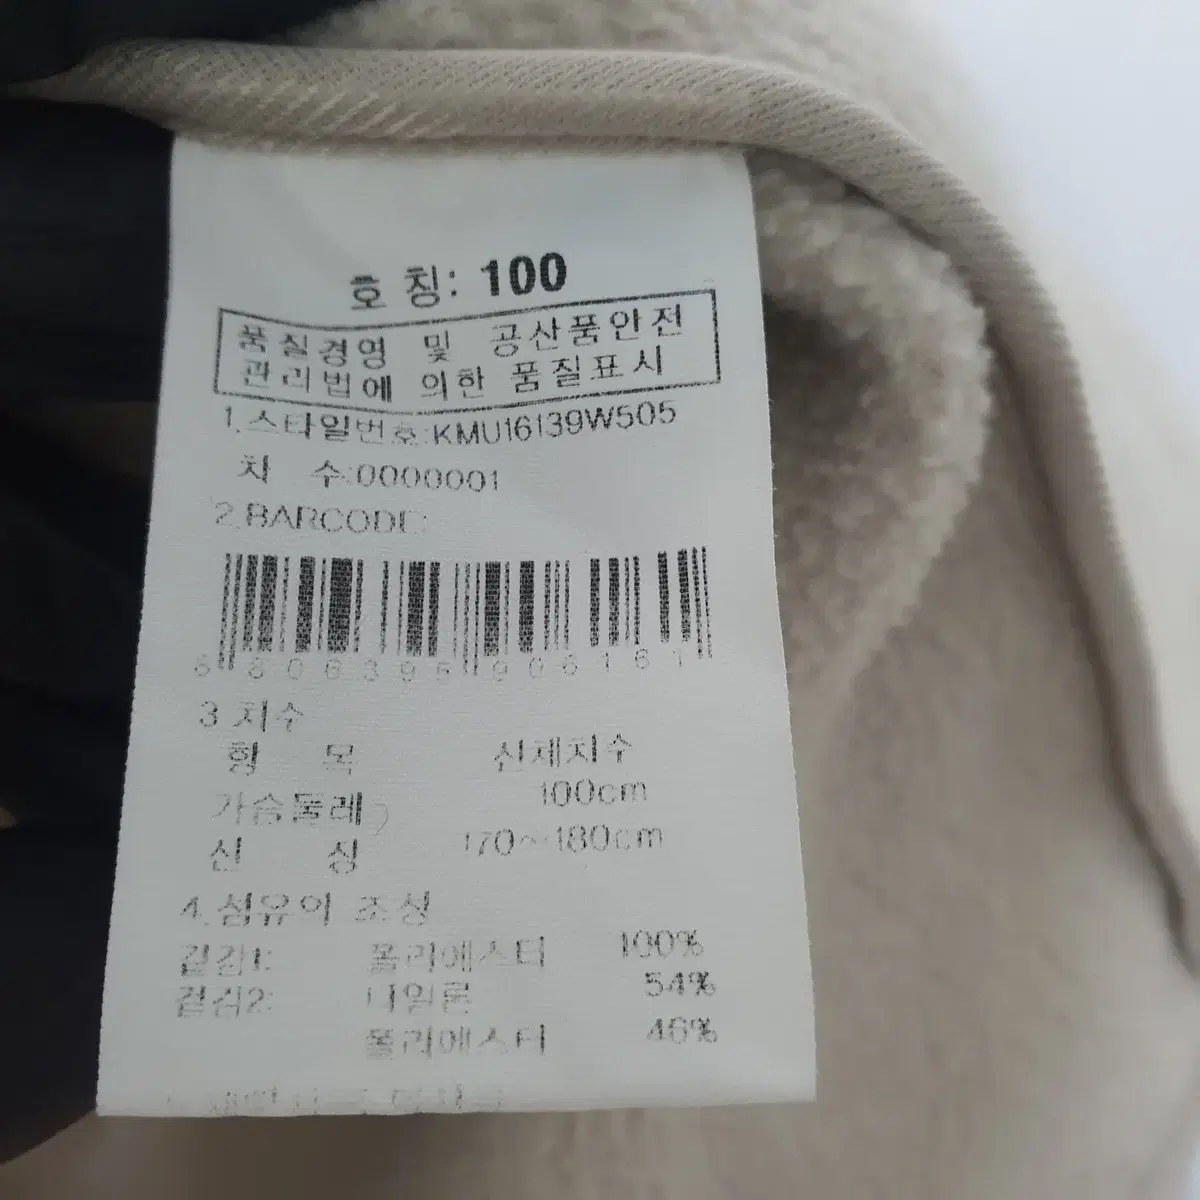 호 칭: 100
품실경영 및 공산품안전
관리법에 의한 품질표시
1.스타일번호:KMU16139W505
차 수:0000001
2.BARCODE:
3 치수
항 목 신체치수
가슴둘레) 100cm
신 장 170~180cm
4.섬유의 조성
겉감1: 폴리에스터 100%
겉감2: 나일론 54%
폴리에스터 46%